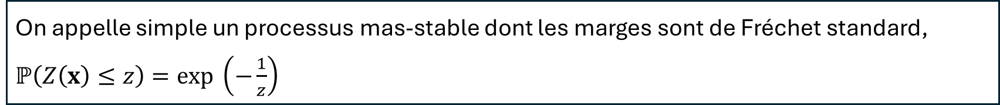 On appelle simple un processus mas-stable dont les marges sont de Fréchet standard,
ℙ(Z(𝐱) ≤ z) = exp (−1/z)